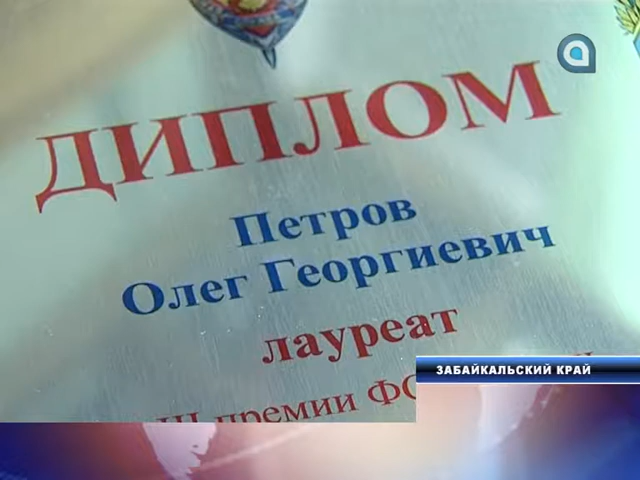 ДИПЛОМ
Петров
Олег Георгиевич
лауреат
премии
ЗАБАЙКАЛЬСКИЙ КРАЙ